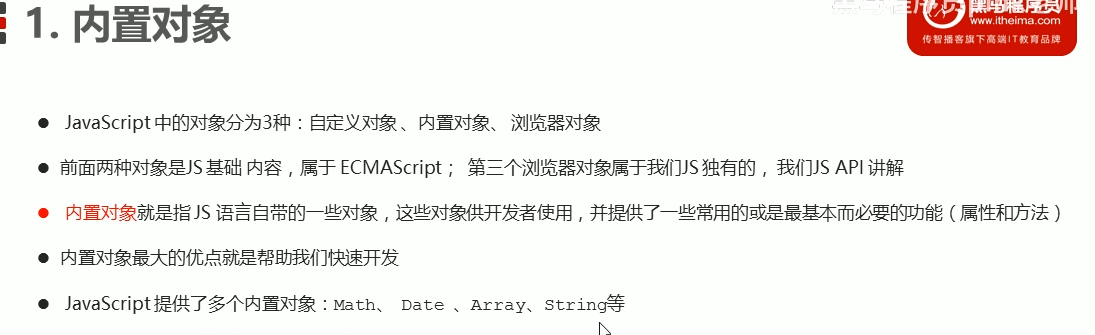 1. 内置对象
www.itheima.com
传智播客旗下高端IT教育品牌
● JavaScript 中的对象分为3种：自定义对象 、内置对象、 浏览器对象
● 前面两种对象是JS 基础 内容，属于 ECMAScript； 第三个浏览器对象属于我们JS 独有的， 我们JS API 讲解
● 内置对象就是指 JS 语言自带的一些对象，这些对象供开发者使用，并提供了一些常用的或是最基本而必要的功能（属性和方法）
● 内置对象最大的优点就是帮助我们快速开发
● JavaScript 提供了多个内置对象：Math、 Date 、Array、String等